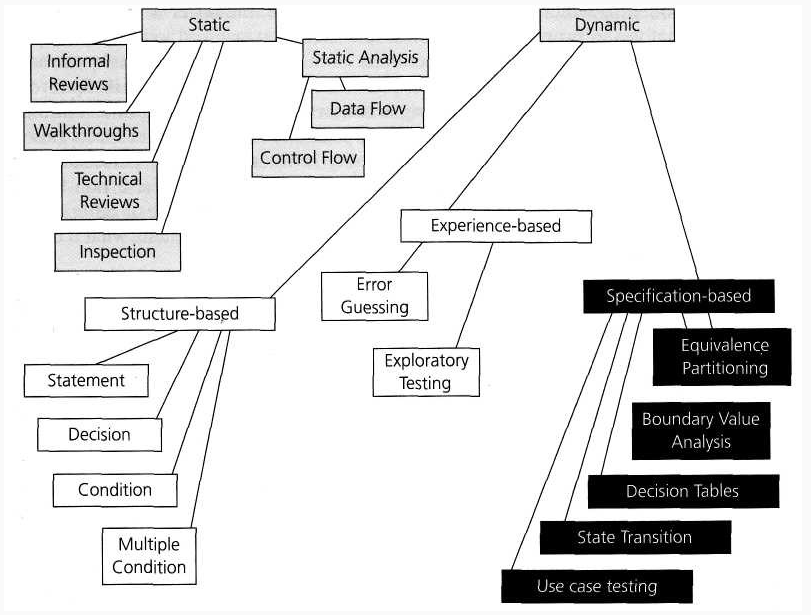 Static
Dynamic
Informal
Reviews
Static Analysis
Data Flow
Walkthroughs
Control Flow
Technical
Reviews
Inspection
Experience-based
Error
Guessing
Specification-based
Structure-based
Equivalence
Partitioning
Exploratory
Testing
Statement
Boundary Value
Analysis
Decision
Condition
Decision Tables
State Transition
Multiple
Condition
Use case testing